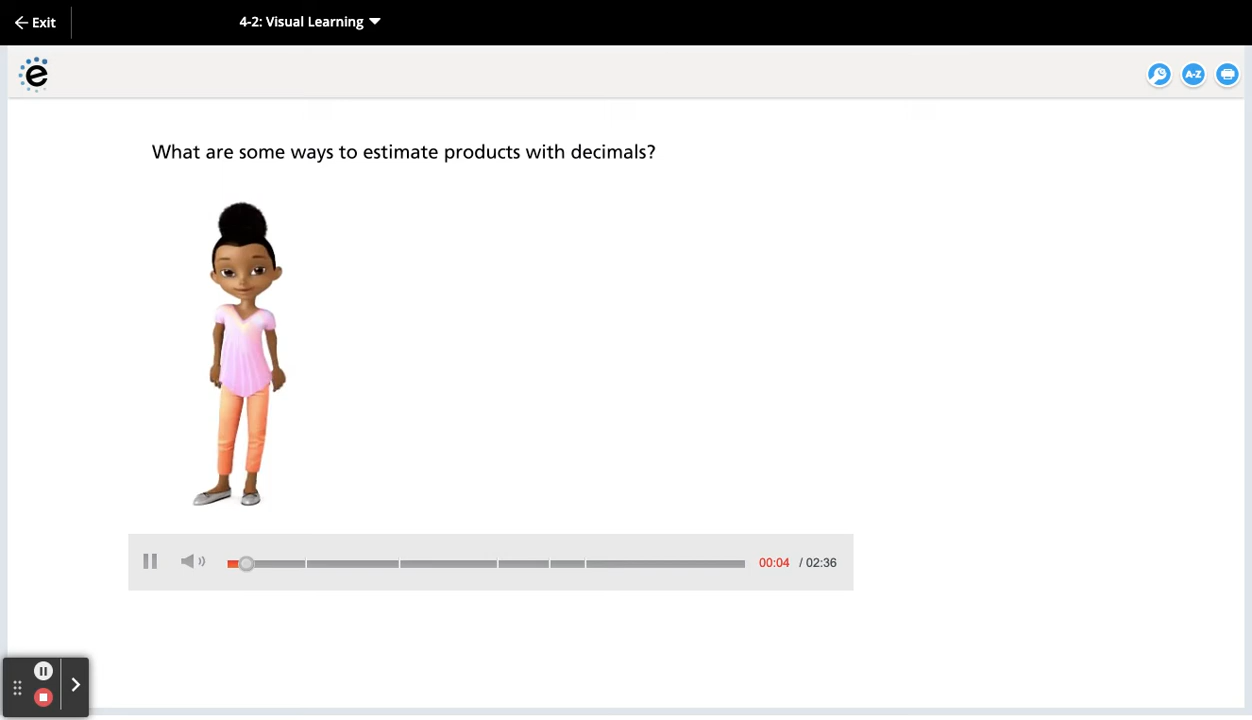 Exit
4-2: Visual Learning
e
A-Z
What are some ways to estimate products with decimals?
00:04 / 02:36